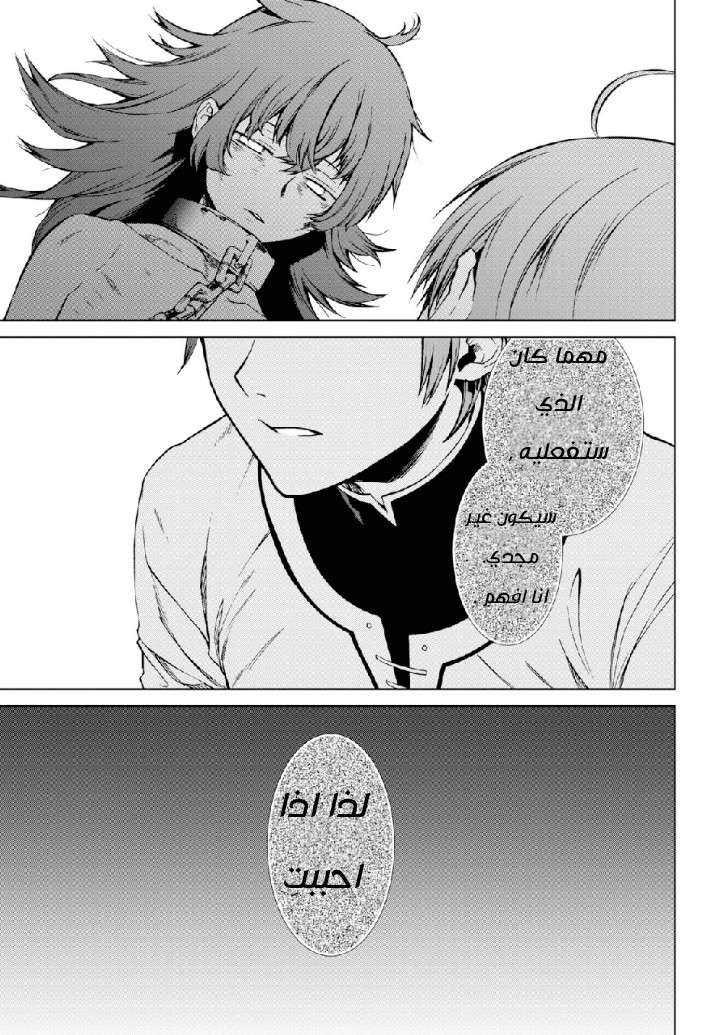 مهما كان
الذي
ستفعليه ,
سيكون غير
مجدي.
انا افهم .
لذا اذا
احببتِ